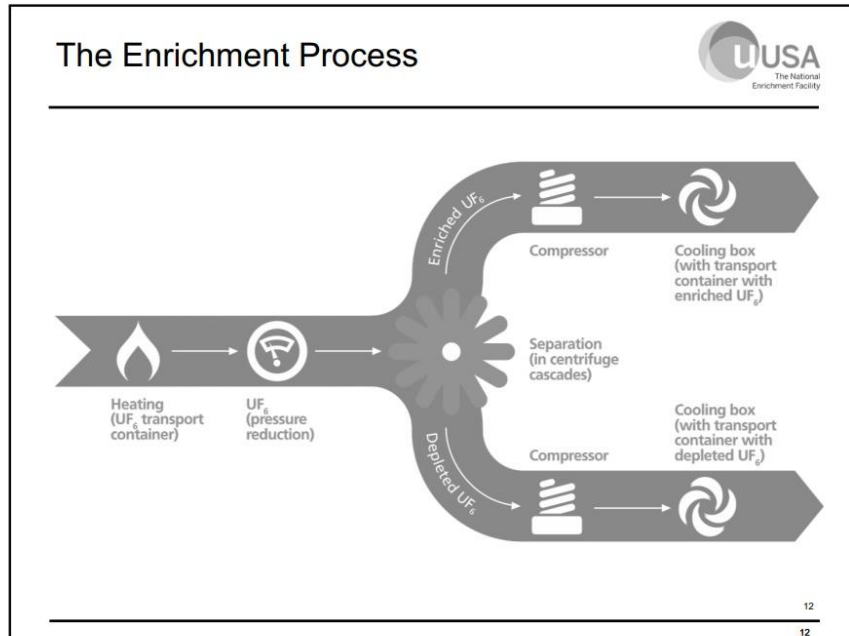 The Enrichment Process
uUSA
The National
Enrichment Facility
Enriched UF₆
Compressor
Cooling box
(with transport
container with
enriched UF₆)
Heating
(UF₆ transport
container)
UF₆
(pressure
reduction)
Separation
(in centrifuge
cascades)
Depleted UF₆
Compressor
Cooling box
(with transport
container with
depleted UF₆)
12
12